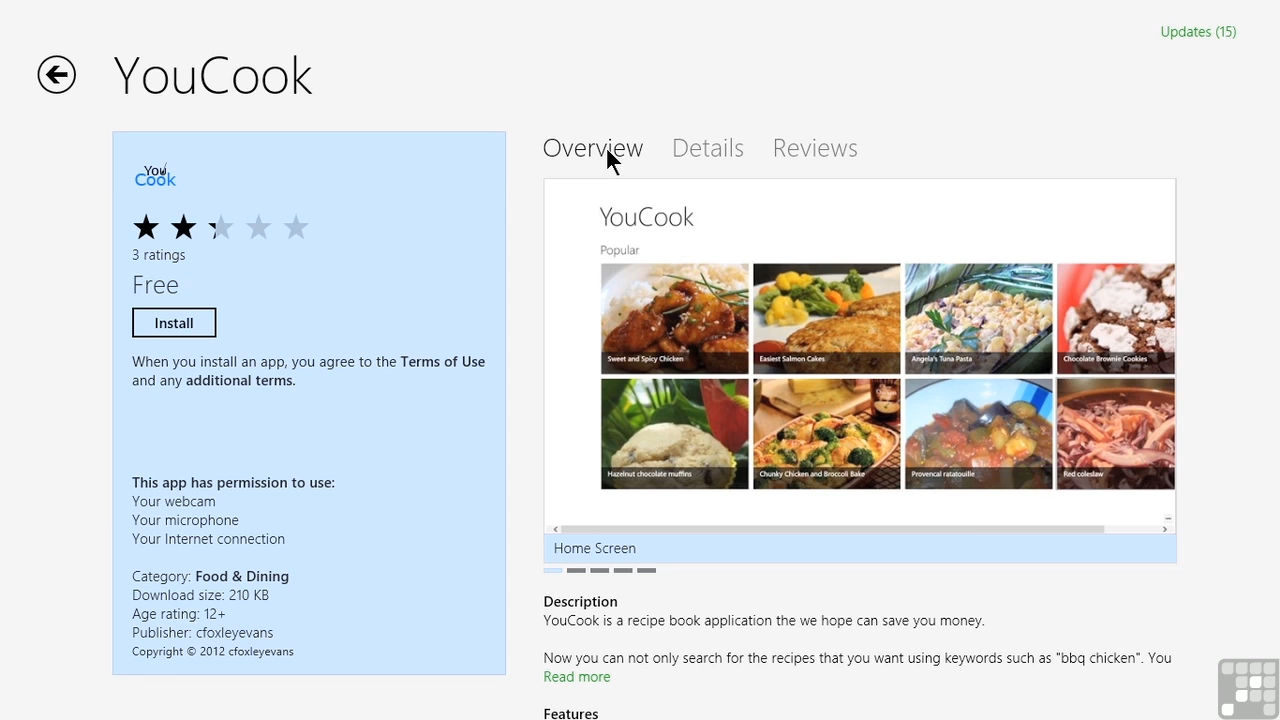 Updates (15)
YouCook
You
Cook
3 ratings
Free
Install
When you install an app, you agree to the Terms of Use
and any additional terms.
This app has permission to use:
Your webcam
Your microphone
Your Internet connection
Category: Food & Dining
Download size: 210 KB
Age rating: 12+
Publisher: cfoxleyevans
Copyright © 2012 cfoxleyevans
Overview Details Reviews
YouCook
Popular
Sweet and Spicy Chicken
Easiest Salmon Cakes
Angela's Tuna Pasta
Chocolate Brownie Cookies
Hazelnut chocolate muffins
Chunky Chicken and Broccoli Bake
Provencal ratatouille
Red coleslaw
Home Screen
Description
YouCook is a recipe book application the we hope can save you money.
Now you can not only search for the recipes that you want using keywords such as "bbq chicken". You
Read more
Features